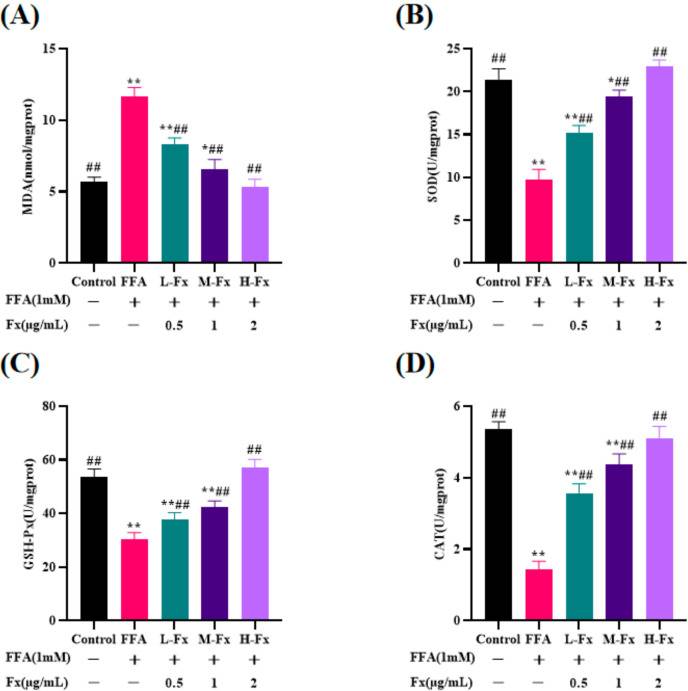 (A)
15
10
5
0
MDA(nmol/mgprot)
##
**
**##
*##
##
Control FFA L-Fx M-Fx H-Fx
FFA(1mM) — + + + +
Fx(μg/mL) — — 0.5 1 2
(B)
25
20
15
10
5
0
SOD(U/mgprot)
##
**
**##
*##
##
Control FFA L-Fx M-Fx H-Fx
FFA(1mM) — + + + +
Fx(μg/mL) — — 0.5 1 2
(C)
80
60
40
20
0
GSH-Px(U/mgprot)
##
**
**##
**##
##
Control FFA L-Fx M-Fx H-Fx
FFA(1mM) — + + + +
Fx(μg/mL) — — 0.5 1 2
(D)
6
4
2
0
CAT(U/mgprot)
##
**
**##
**##
##
Control FFA L-Fx M-Fx H-Fx
FFA(1mM) — + + + +
Fx(μg/mL) — — 0.5 1 2